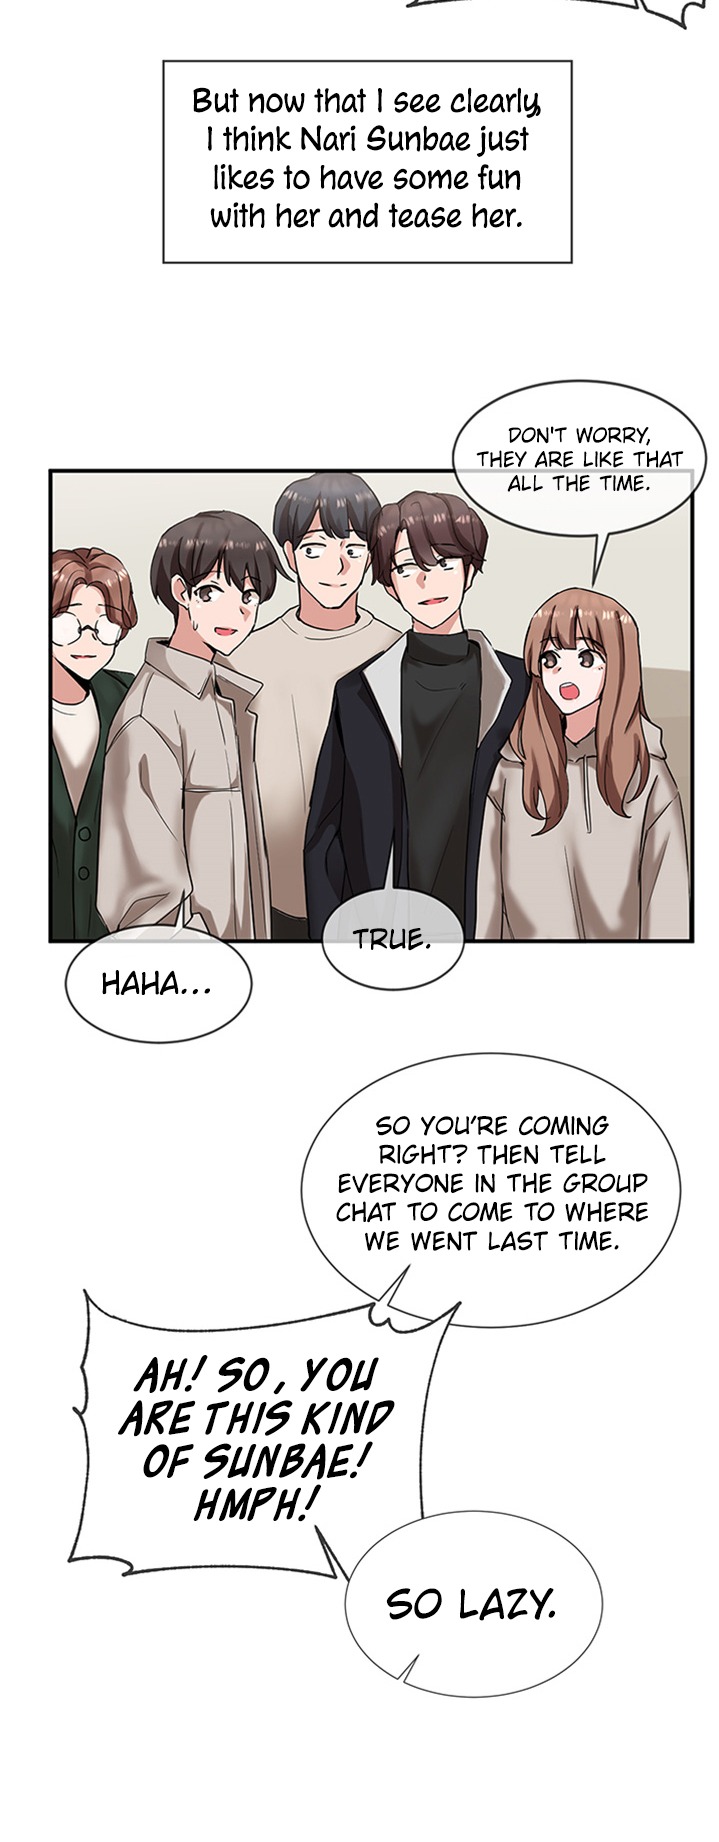 But now that I see clearly,
I think Nari Sunbae just
likes to have some fun
with her and tease her.
DON'T WORRY,
THEY ARE LIKE THAT
ALL THE TIME.
TRUE.
HAHA...
SO YOU'RE COMING
RIGHT? THEN TELL
EVERYONE IN THE GROUP
CHAT TO COME TO WHERE
WE WENT LAST TIME.
AH! SO, YOU
ARE THIS KIND
OF SUNBAE!
HMPH!
SO LAZY.